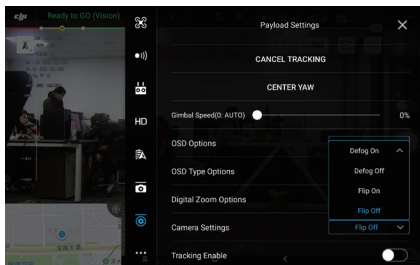 dji
Ready to GO (Vision)
Payload Settings
CANCEL TRACKING
CENTER YAW
HD
Gimbal Speed(0: AUTO)
0%
OSD Options
Defog On
Defog Off
OSD Type Options
Flip On
Digital Zoom Options
Flip Off
Camera Settings
Flip Off
Tracking Enable